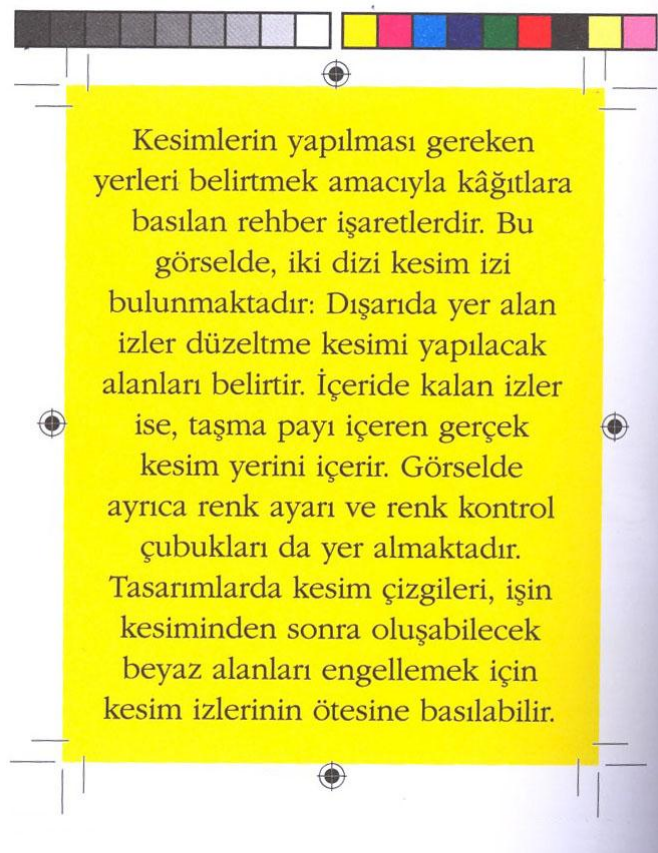 Kesimlerin yapılması gereken
yerleri belirtmek amacıyla kâğıtlara
basılan rehber işaretlerdir. Bu
görselde, iki dizi kesim izi
bulunmaktadır: Dışarıda yer alan
izler düzeltme kesimi yapılacak
alanları belirtir. İçeride kalan izler
ise, taşma payı içeren gerçek
kesim yerini içerir. Görselde
ayrıca renk ayarı ve renk kontrol
çubukları da yer almaktadır.
Tasarımlarda kesim çizgileri, işin
kesiminden sonra oluşabilecek
beyaz alanları engellemek için
kesim izlerinin ötesine basılabilir.